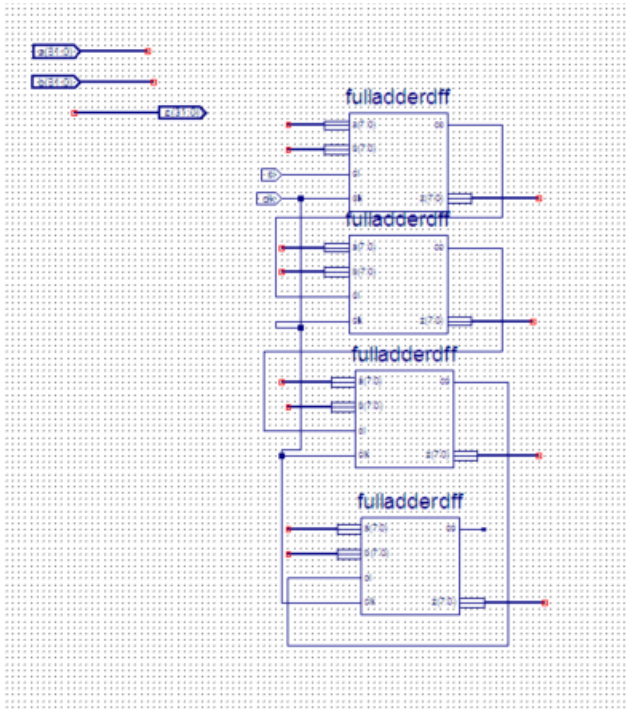 a(31:0)
b(31:0)
z(31:0)
fulladderdff
a(7:0) co
b(7:0)
ci
ci
clk
clk z(7:0)
fulladderdff
a(7:0) co
b(7:0)
ci
clk z(7:0)
fulladderdff
a(7:0) co
b(7:0)
ci
clk z(7:0)
fulladderdff
a(7:0) co
b(7:0)
ci
clk z(7:0)